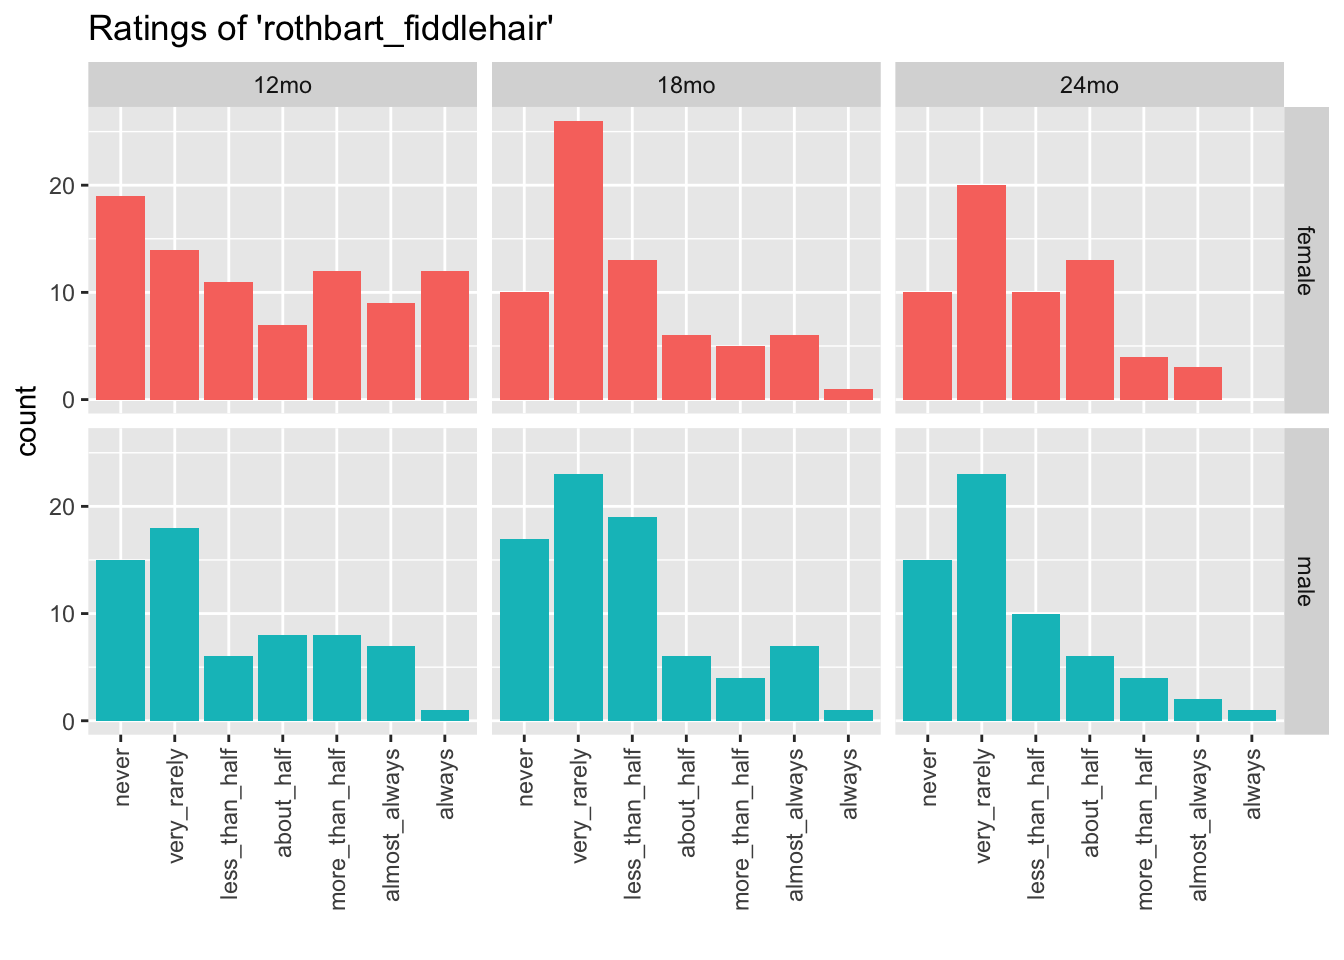 Ratings of 'rothbart_fiddlehair'
12mo 18mo 24mo
20
10
0
female
count
20
10
0
male
never very_rarely less_than_half about_half more_than_half almost_always always
never very_rarely less_than_half about_half more_than_half almost_always always
never very_rarely less_than_half about_half more_than_half almost_always always